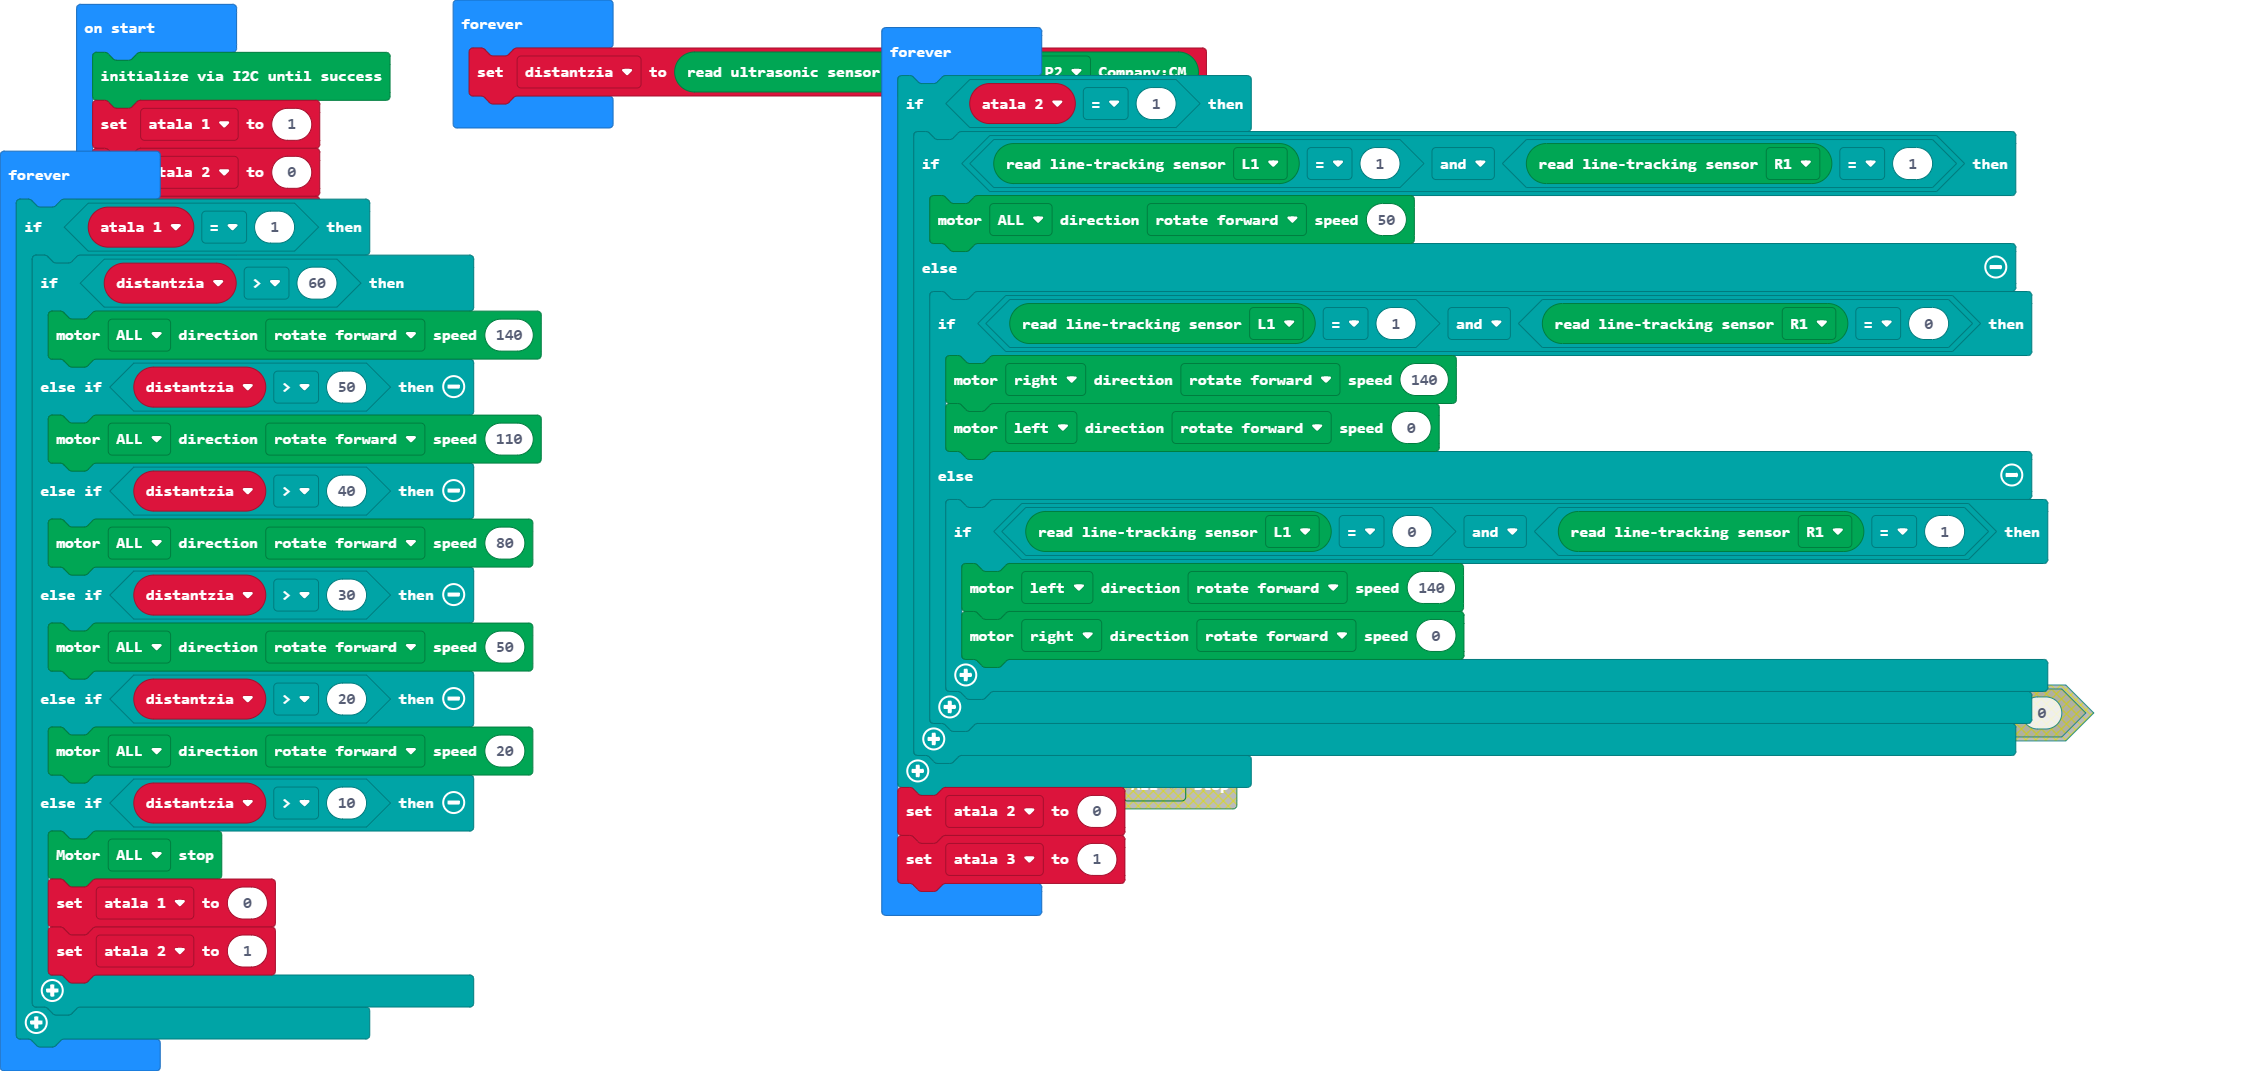 on start
initialize via I2C until success
set atala 1 to 1
tala 2 to 0
forever
if atala 1 = 1 then
if distantzia > 60 then
motor ALL direction rotate forward speed 140
else if distantzia > 50 then
motor ALL direction rotate forward speed 110
else if distantzia > 40 then
motor ALL direction rotate forward speed 80
else if distantzia > 30 then
motor ALL direction rotate forward speed 50
else if distantzia > 20 then
motor ALL direction rotate forward speed 20
else if distantzia > 10 then
Motor ALL stop
set atala 1 to 0
set atala 2 to 1
forever
set distantzia to read ultrasonic sensor P2 Company:CM
forever
if atala 2 = 1 then
if read line-tracking sensor L1 = 1 and read line-tracking sensor R1 = 1 then
motor ALL direction rotate forward speed 50
else
if read line-tracking sensor L1 = 1 and read line-tracking sensor R1 = 0 then
motor right direction rotate forward speed 140
motor left direction rotate forward speed 0
else
if read line-tracking sensor L1 = 0 and read line-tracking sensor R1 = 1 then
motor left direction rotate forward speed 140
motor right direction rotate forward speed 0
0
set atala 2 to 0
set atala 3 to 1